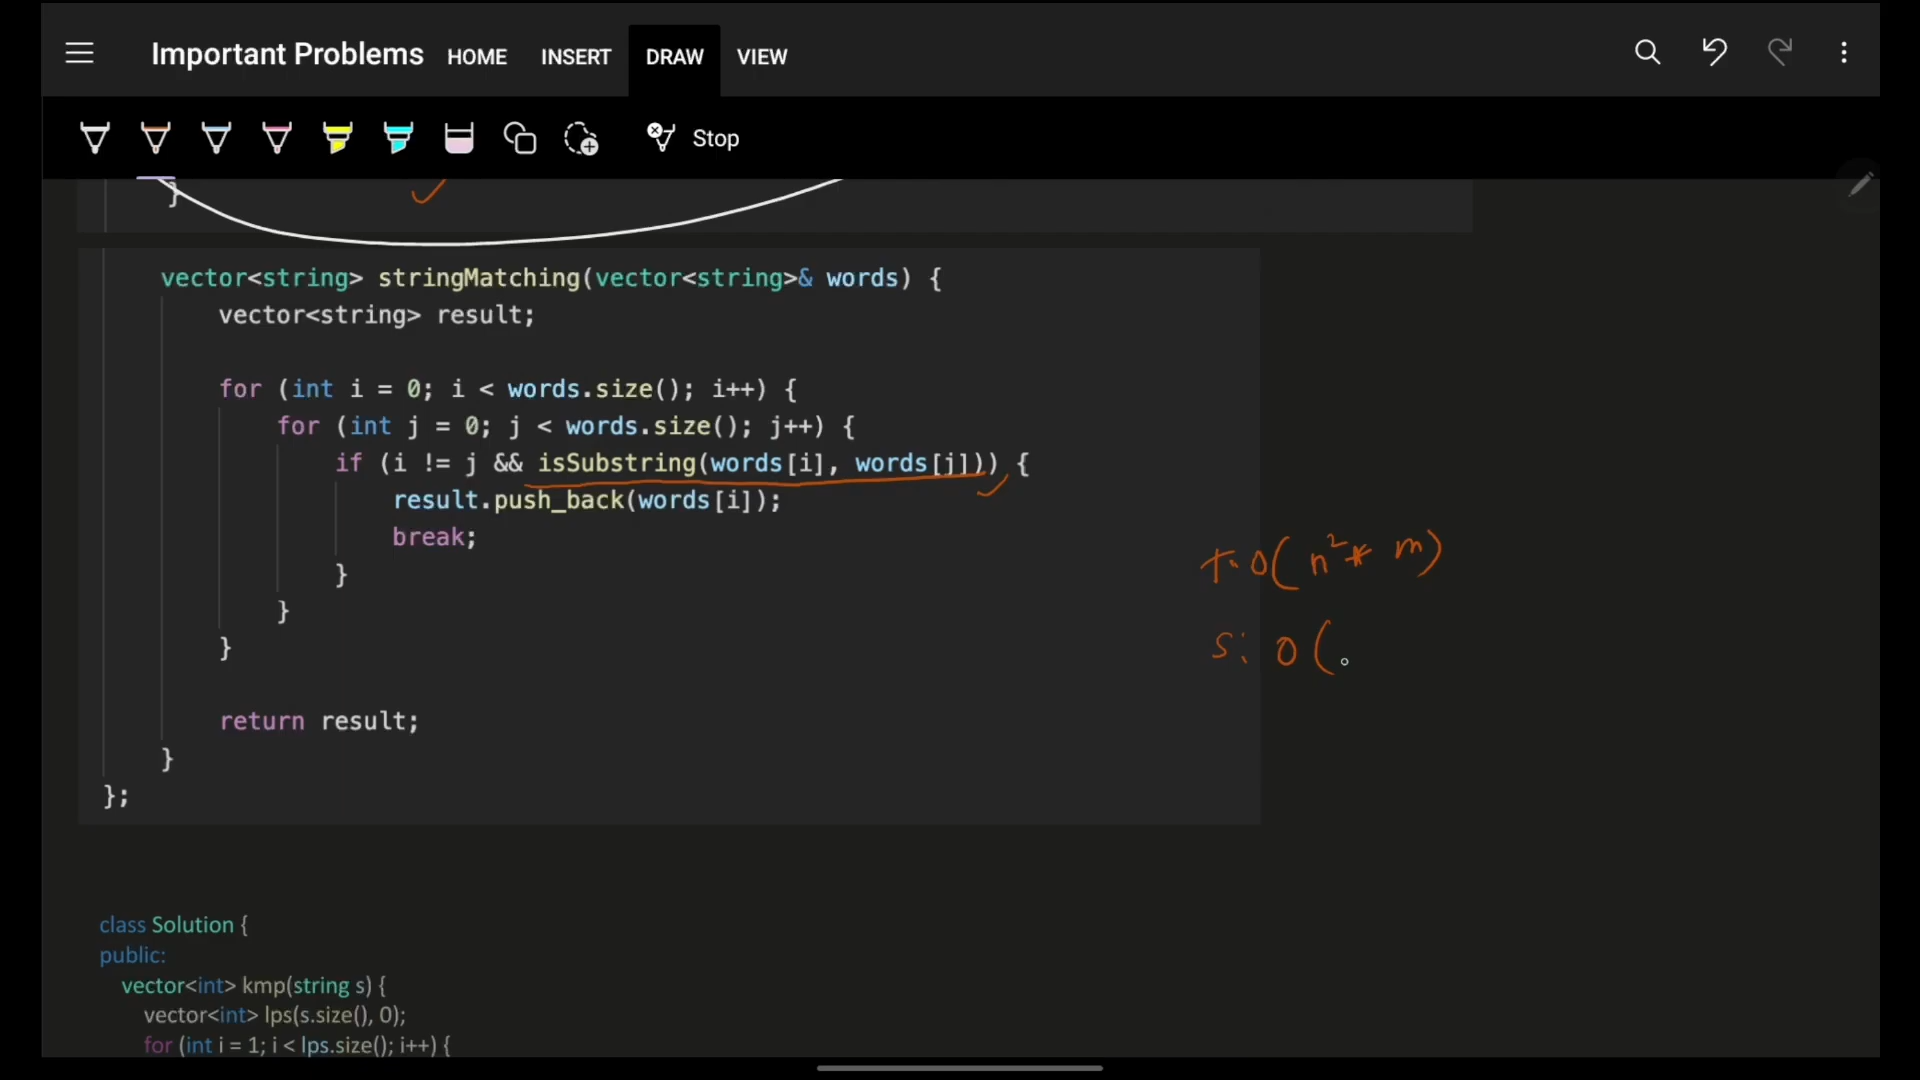 Important Problems HOME INSERT DRAW VIEW
Stop
}
vector<string> stringMatching(vector<string>& words) {
vector<string> result;
for (int i = 0; i < words.size(); i++) {
for (int j = 0; j < words.size(); j++) {
if (i != j && isSubstring(words[i], words[j])) {
result.push_back(words[i]);
break;
}
}
}
return result;
}
};
T: O( n² * m)
S: O (
class Solution {
public:
vector<int> kmp(string s) {
vector<int> lps(s.size(), 0);
for (int i = 1; i < lps.size(); i++) {